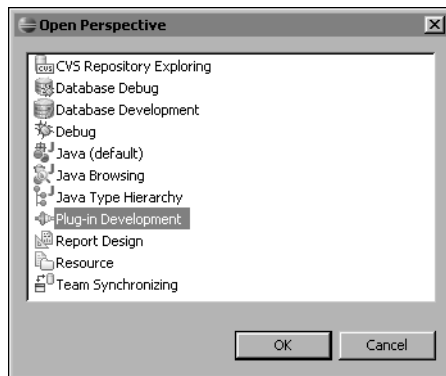 Open Perspective
CVS Repository Exploring
Database Debug
Database Development
Debug
Java (default)
Java Browsing
Java Type Hierarchy
Plug-in Development
Report Design
Resource
Team Synchronizing
OK
Cancel